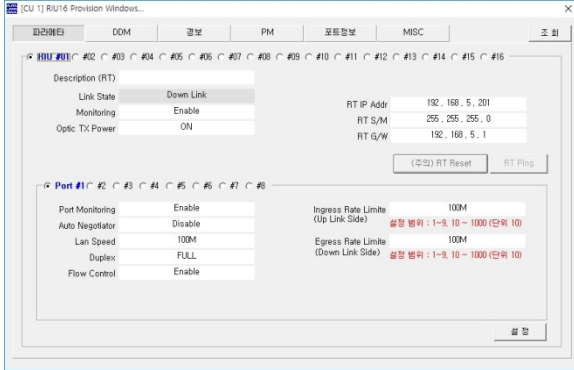 [CU 1] RIU16 Provision Windows...
파라메타 DDM 경보 PM 포트정보 MISC 조 회
RIU #01 #02 #03 #04 #05 #06 #07 #08 #09 #10 #11 #12 #13 #14 #15 #16
Description (RT)
Link State Down Link
Monitoring Enable
Optic TX Power ON
RT IP Addr 192 , 168 , 5 , 201
RT S/M 255 , 255 , 255 , 0
RT G/W 192 , 168 , 5 , 1
(주의) RT Reset RT Ping
Port #1 #2 #3 #4 #5 #6 #7 #8
Port Monitoring Enable
Auto Negotiator Disable
Lan Speed 100M
Duplex FULL
Flow Control Enable
Ingress Rate Limite 100M
(Up Link Side) 설정 범위 : 1~9, 10 ~ 1000 (단위 10)
Egress Rate Limite 100M
(Down Link Side) 설정 범위 : 1~9, 10 ~ 1000 (단위 10)
설 정